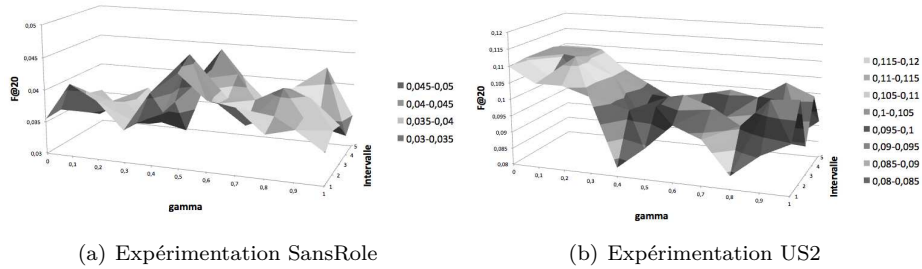 0,05
0,045
0,04
0,035
0,03
F@20
0 0,1 0,2 0,3 0,4 0,5 0,6 0,7 0,8 0,9 1
gamma
1 2 3 4 5
Intervalle
0,045-0,05
0,04-0,045
0,035-0,04
0,03-0,035
(a) Expérimentation SansRole
0,12
0,115
0,11
0,105
0,1
0,095
0,09
0,085
0,08
F@20
0 0,1 0,2 0,3 0,4 0,5 0,6 0,7 0,8 0,9 1
gamma
1 2 3 4 5
Intervalle
0,115-0,12
0,11-0,115
0,105-0,11
0,1-0,105
0,095-0,1
0,09-0,095
0,085-0,09
0,08-0,085
(b) Expérimentation US2